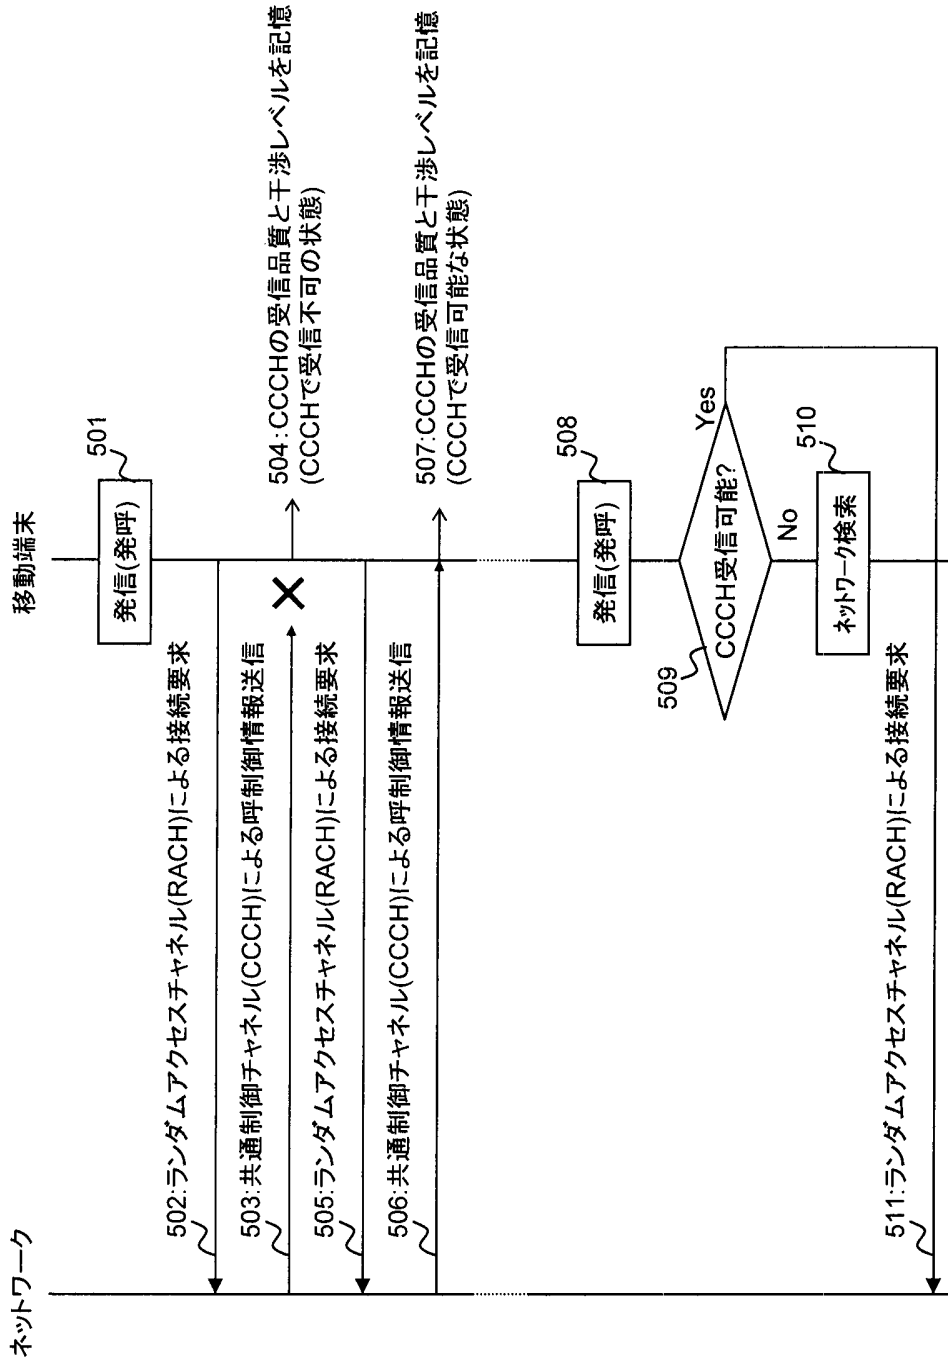 ネットワーク
移動端末
発信(発呼)
501
502:ランダムアクセスチャネル(RACH)による接続要求
503:共通制御チャネル(CCCH)による呼制御情報送信
504:CCCHの受信品質と干渉レベルを記憶
(CCCHで受信不可の状態)
505:ランダムアクセスチャネル(RACH)による接続要求
506:共通制御チャネル(CCCH)による呼制御情報送信
507:CCCHの受信品質と干渉レベルを記憶
(CCCHで受信可能な状態)
発信(発呼)
508
509
CCCH受信可能?
Yes
No
ネットワーク検索
510
511:ランダムアクセスチャネル(RACH)による接続要求